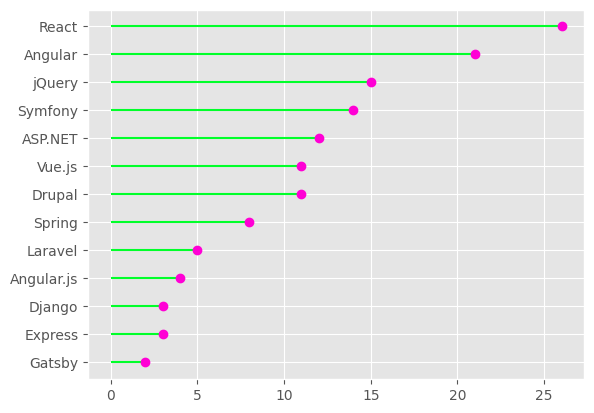 React
Angular
jQuery
Symfony
ASP.NET
Vue.js
Drupal
Spring
Laravel
Angular.js
Django
Express
Gatsby
0 5 10 15 20 25